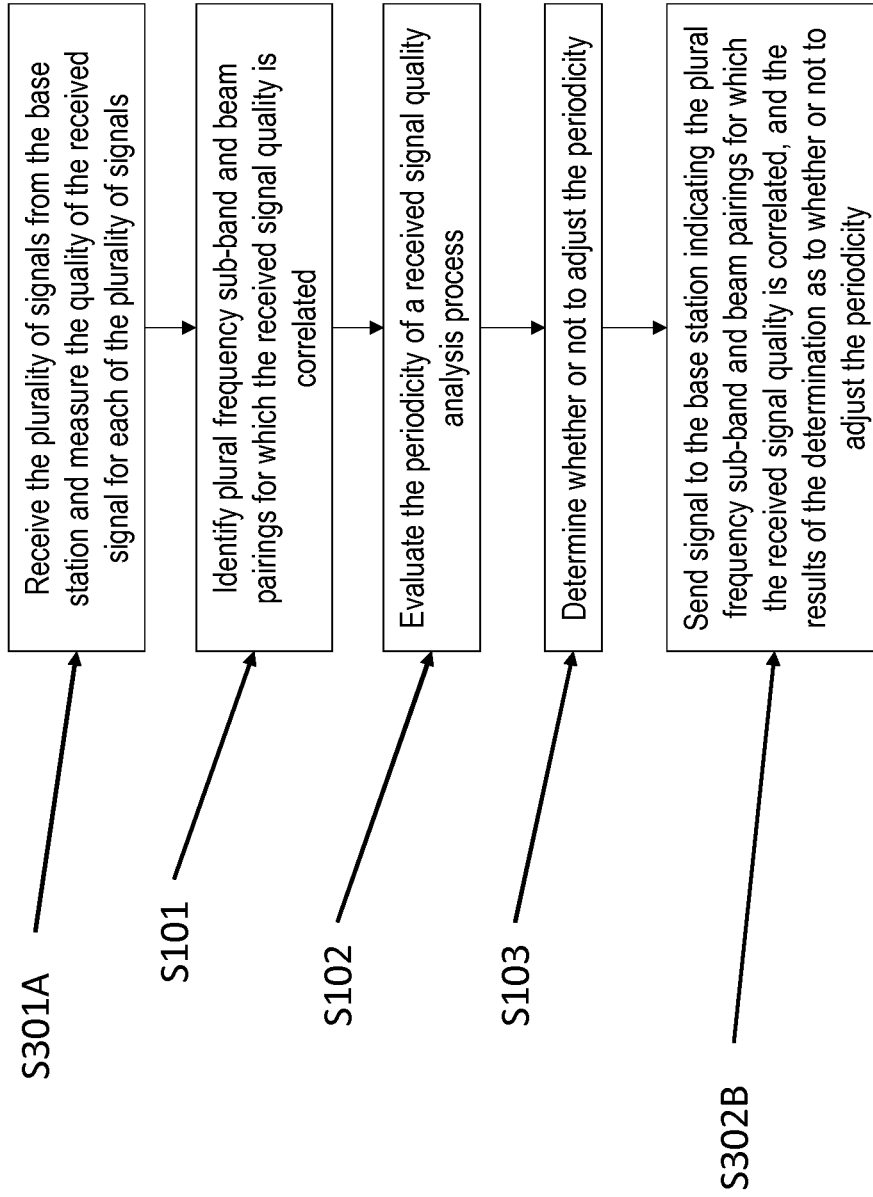 S301A
Receive the plurality of signals from the base
station and measure the quality of the received
signal for each of the plurality of signals
S101
Identify plural frequency sub-band and beam
pairings for which the received signal quality is
correlated
S102
Evaluate the periodicity of a received signal quality
analysis process
S103
Determine whether or not to adjust the periodicity
S302B
Send signal to the base station indicating the plural
frequency sub-band and beam pairings for which
the received signal quality is correlated, and the
results of the determination as to whether or not to
adjust the periodicity